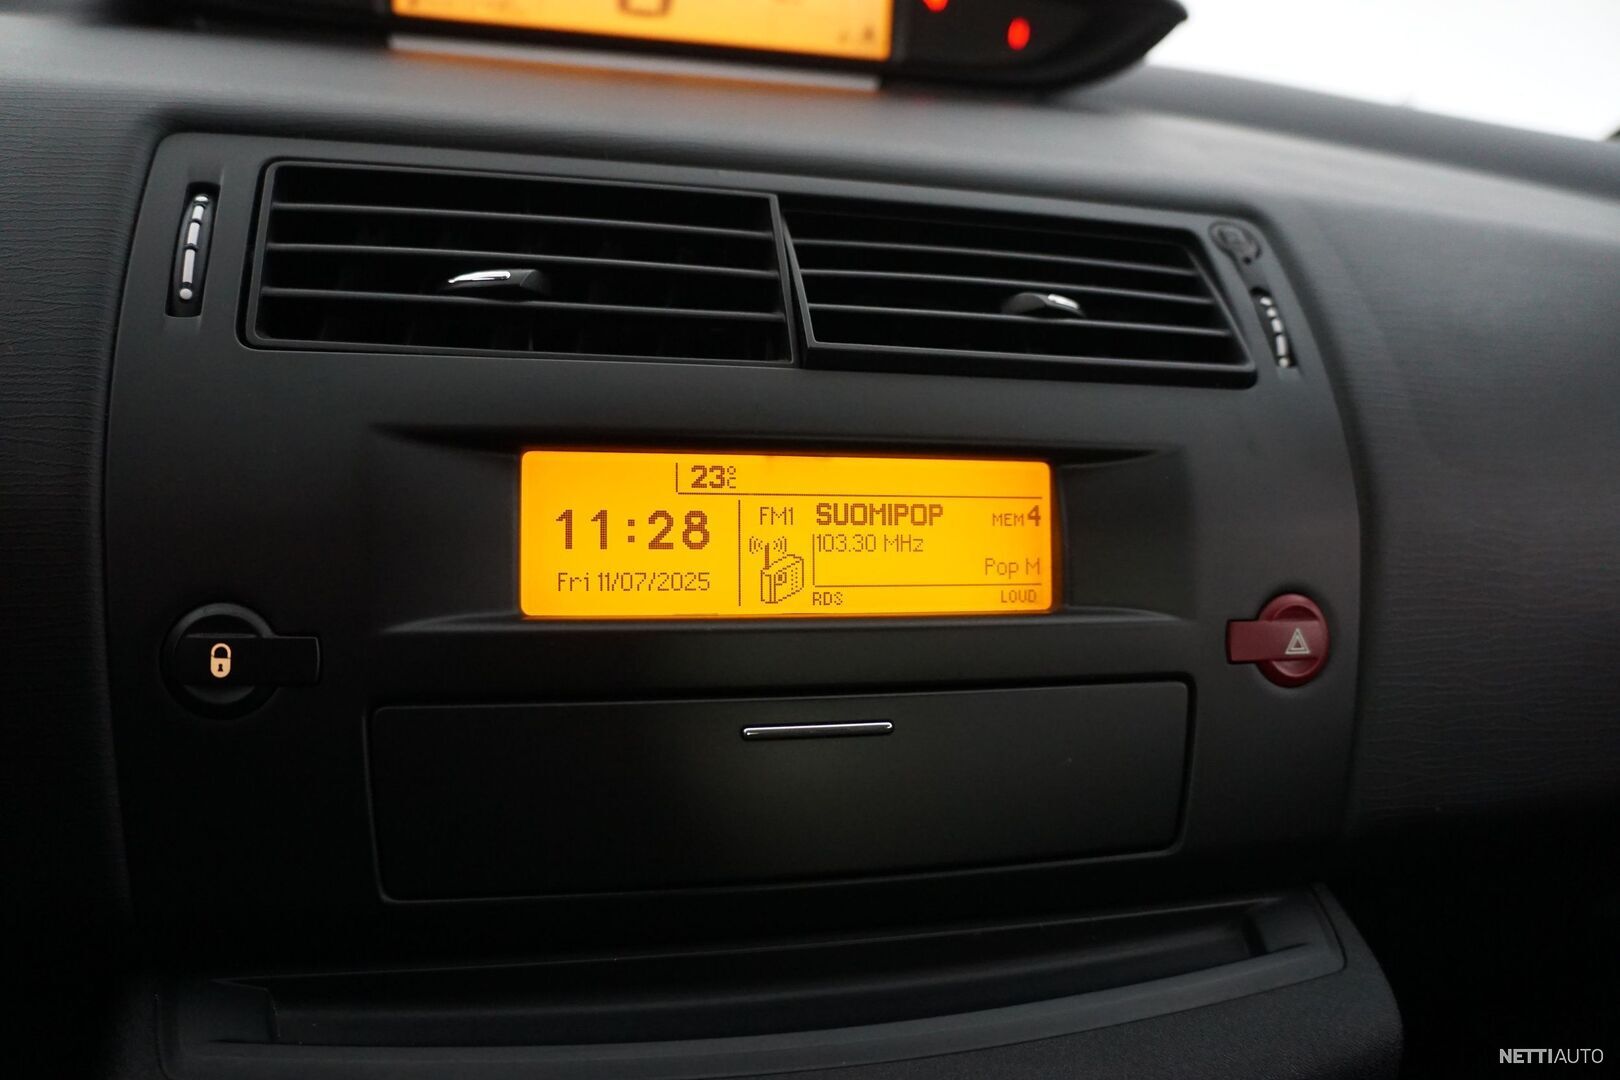 23°C
11:28
Fri 11/07/2025
FM1 SUOMIPOP MEM 4
103.30 MHz
Pop M
RDS LOUD
NETTIAUTO